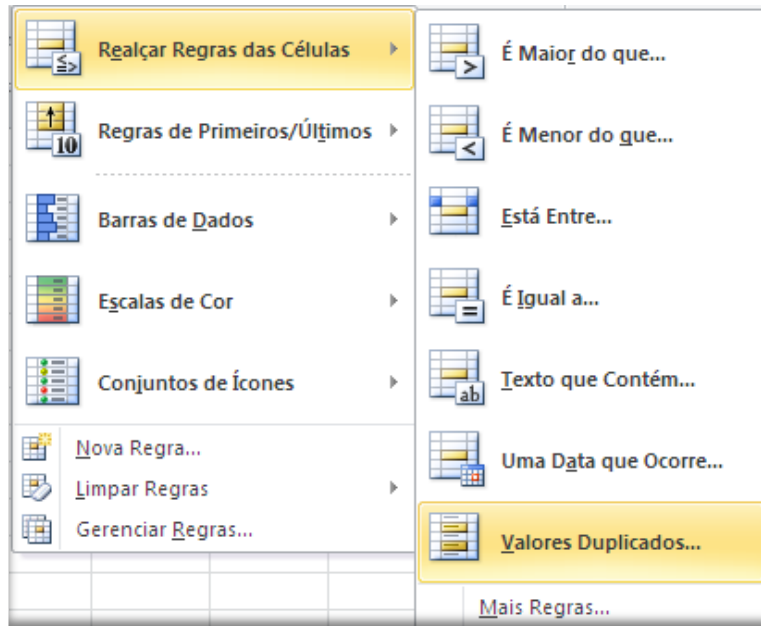 Realçar Regras das Células
Regras de Primeiros/Últimos
10
Barras de Dados
Escalas de Cor
Conjuntos de Ícones
Nova Regra...
Limpar Regras
Gerenciar Regras...
É Maior do que...
>
É Menor do que...
<
Está Entre...
É Igual a...
=
Texto que Contém...
ab
Uma Data que Ocorre...
Valores Duplicados...
Mais Regras...